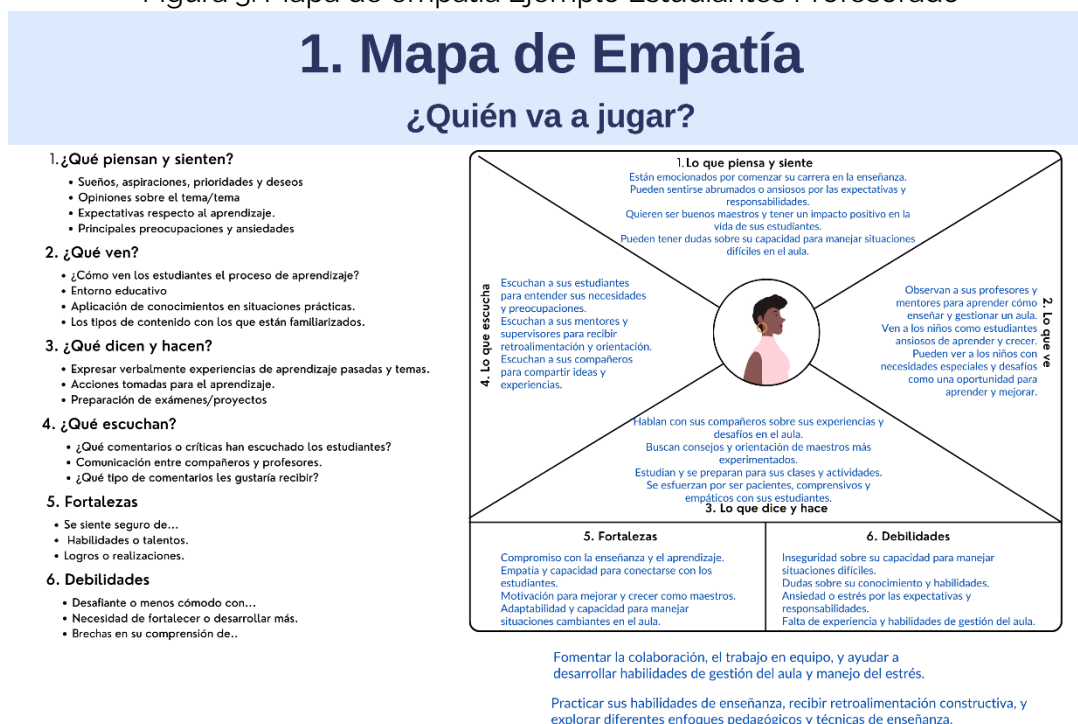 Figura 3. Mapa de empatía Ejemplo Estudiantes Profesorado
1. Mapa de Empatía
¿Quién va a jugar?
1. ¿Qué piensan y sienten?
• Sueños, aspiraciones, prioridades y deseos
• Opiniones sobre el tema/tema
• Expectativas respecto al aprendizaje.
• Principales preocupaciones y ansiedades
2. ¿Qué ven?
• ¿Cómo ven los estudiantes el proceso de aprendizaje?
• Entorno educativo
• Aplicación de conocimientos en situaciones prácticas.
• Los tipos de contenido con los que están familiarizados.
3. ¿Qué dicen y hacen?
• Expresar verbalmente experiencias de aprendizaje pasadas y temas.
• Acciones tomadas para el aprendizaje.
• Preparación de exámenes/proyectos
4. ¿Qué escuchan?
• ¿Qué comentarios o críticas han escuchado los estudiantes?
• Comunicación entre compañeros y profesores.
• ¿Qué tipo de comentarios les gustaría recibir?
5. Fortalezas
• Se siente seguro de...
• Habilidades o talentos.
• Logros o realizaciones.
6. Debilidades
• Desafiante o menos cómodo con...
• Necesidad de fortalecer o desarrollar más.
• Brechas en su comprensión de..
1. Lo que piensa y siente
Están emocionados por comenzar su carrera en la enseñanza.
Pueden sentirse abrumados o ansiosos por las expectativas y
responsabilidades.
Quieren ser buenos maestros y tener un impacto positivo en la
vida de sus estudiantes.
Pueden tener dudas sobre su capacidad para manejar situaciones
difíciles en el aula.
4. Lo que escucha
Escuchan a sus estudiantes
para entender sus necesidades
y preocupaciones.
Escuchan a sus mentores y
supervisores para recibir
retroalimentación y orientación.
Escuchan a sus compañeros
para compartir ideas y
experiencias.
2. Lo que ve
Observan a sus profesores y
mentores para aprender cómo
enseñar y gestionar un aula.
Ven a los niños como estudiantes
ansiosos de aprender y crecer.
Pueden ver a los niños con
necesidades especiales y desafíos
como una oportunidad para
aprender y mejorar.
Hablan con sus compañeros sobre sus experiencias y
desafíos en el aula.
Buscan consejos y orientación de maestros más
experimentados.
Estudian y se preparan para sus clases y actividades.
Se esfuerzan por ser pacientes, comprensivos y
empáticos con sus estudiantes.
3. Lo que dice y hace
5. Fortalezas
Compromiso con la enseñanza y el aprendizaje.
Empatía y capacidad para conectarse con los
estudiantes.
Motivación para mejorar y crecer como maestros.
Adaptabilidad y capacidad para manejar
situaciones cambiantes en el aula.
6. Debilidades
Inseguridad sobre su capacidad para manejar
situaciones difíciles.
Dudas sobre su conocimiento y habilidades.
Ansiedad o estrés por las expectativas y
responsabilidades.
Falta de experiencia y habilidades de gestión del aula.
Fomentar la colaboración, el trabajo en equipo, y ayudar a
desarrollar habilidades de gestión del aula y manejo del estrés.
Practicar sus habilidades de enseñanza, recibir retroalimentación constructiva, y
explorar diferentes enfoques pedagógicos y técnicas de enseñanza.